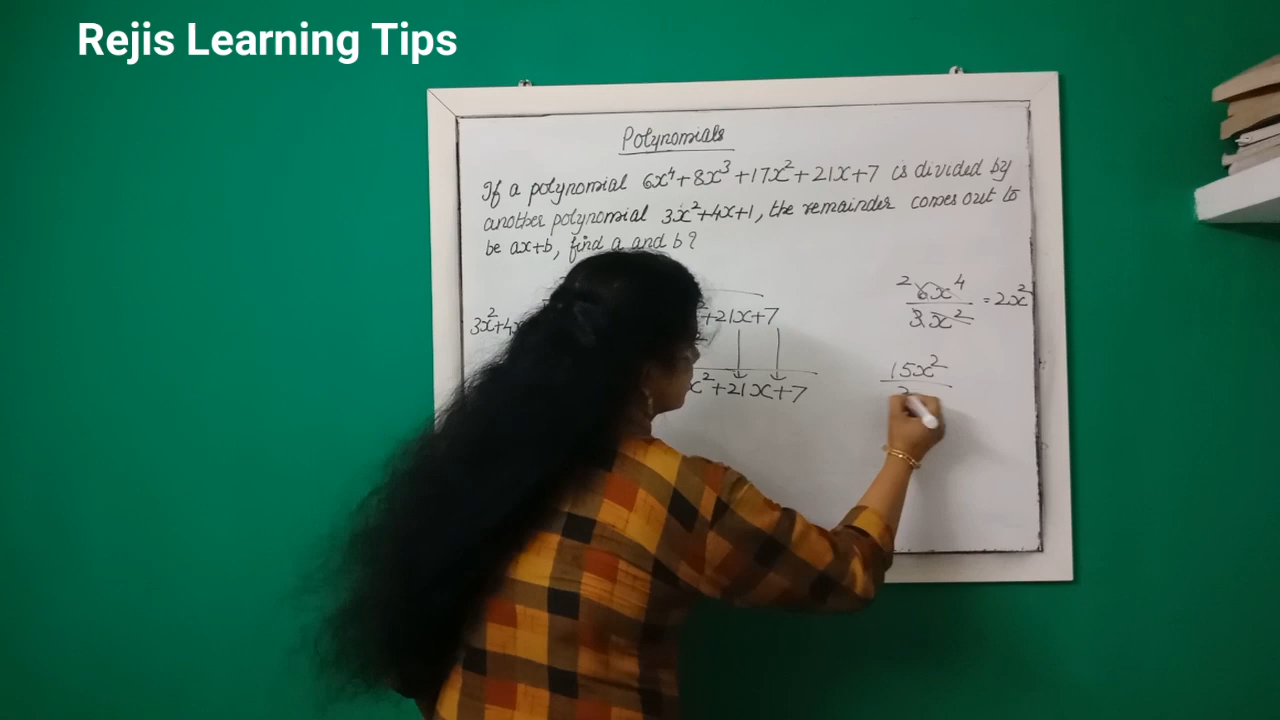 Rejis Learning Tips
Polynomials
If a polynomial 6x⁴+8x³+17x²+21x+7 is divided by
another polynomial 3x²+4x+1, the remainder comes out to
be ax+b, find a and b?
6x⁴
2
3x²
=2x²
3x²+4x
+21x+7
15x²
x²+21x+7